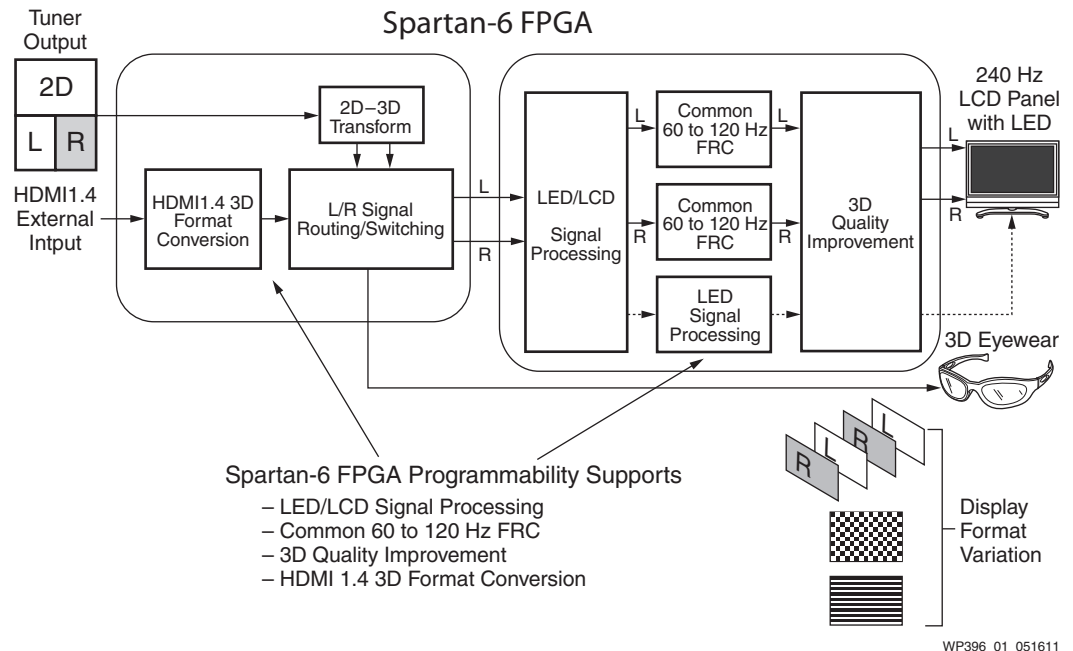 Spartan-6 FPGA
Tuner
Output
2D
L
R
HDMI1.4
External
Intput
2D–3D
Transform
HDMI1.4 3D
Format
Conversion
L/R Signal
Routing/Switching
L
R
LED/LCD
Signal
Processing
L
R
Common
60 to 120 Hz
FRC
Common
60 to 120 Hz
FRC
LED
Signal
Processing
L
R
3D
Quality
Improvement
L
R
240 Hz
LCD Panel
with LED
3D Eyewear
Spartan-6 FPGA Programmability Supports
– LED/LCD Signal Processing
– Common 60 to 120 Hz FRC
– 3D Quality Improvement
– HDMI 1.4 3D Format Conversion
R
L
R
L
Display
Format
Variation
WP396_01_051611